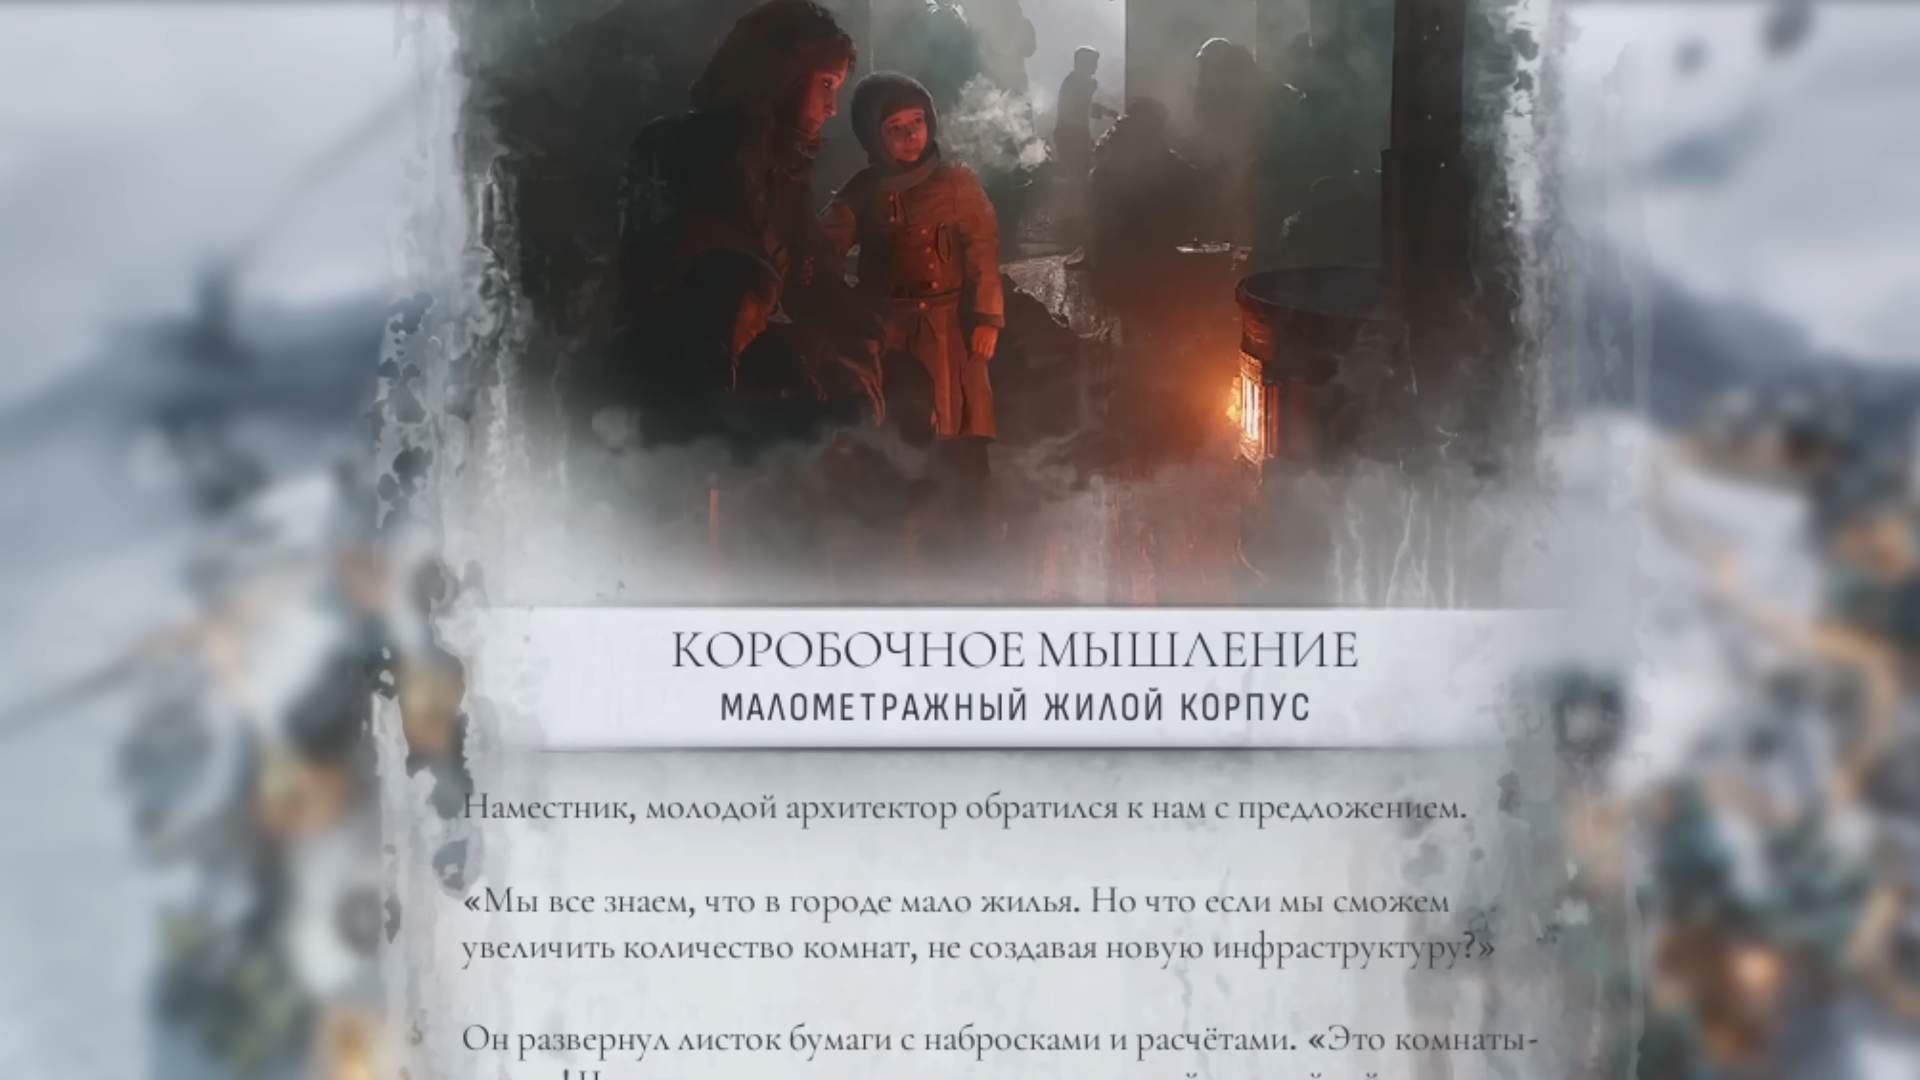 КОРОБОЧНОЕ МЫШЛЕНИЕ
МАЛОМЕТРАЖНЫЙ ЖИЛОЙ КОРПУС
Наместник, молодой архитектор обратился к нам с предложением.
«Мы все знаем, что в городе мало жилья. Но что если мы сможем
увеличить количество комнат, не создавая новую инфраструктуру?»
Он развернул листок бумаги с набросками и расчётами. «Это комнаты-